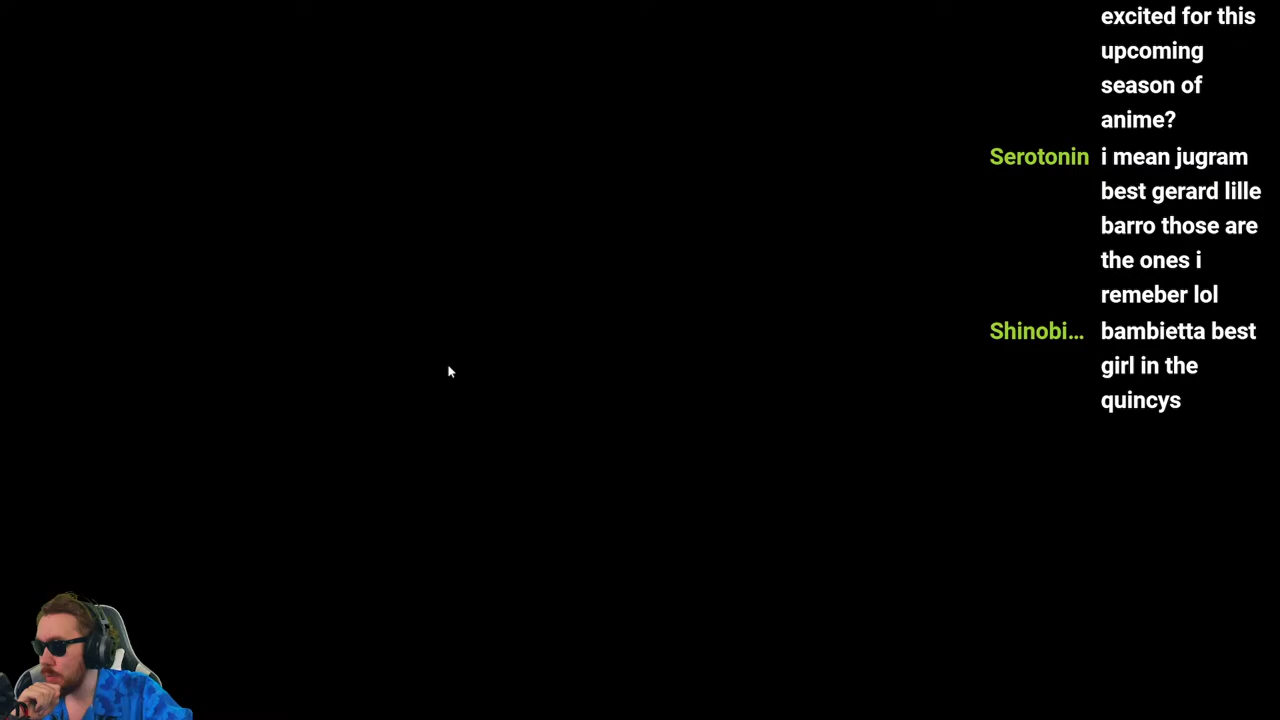 excited for this
upcoming
season of
anime?
Serotonin i mean jugram
best gerard lille
barro those are
the ones i
remeber lol
Shinobi... bambietta best
girl in the
quincys